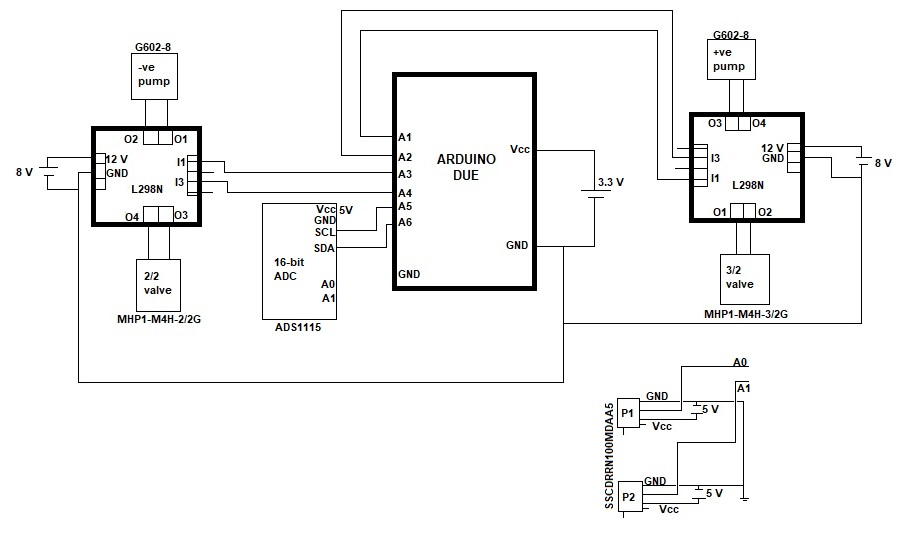 G602-8
-ve
pump
O2
O1
12 V
GND
I1
I3
L298N
O4
O3
8 V
2/2
valve
MHP1-M4H-2/2G
Vcc 5V
GND
SCL
SDA
16-bit
ADC
A0
A1
ADS1115
A1
A2
A3
A4
A5
A6
GND
ARDUINO
DUE
Vcc
GND
3.3 V
G602-8
+ve
pump
O3
O4
I3
I1
12 V
GND
L298N
O1
O2
8 V
3/2
valve
MHP1-M4H-3/2G
A0
A1
SSCDRRN100MDAA5
P1
GND
5 V
Vcc
P2
GND
5 V
Vcc